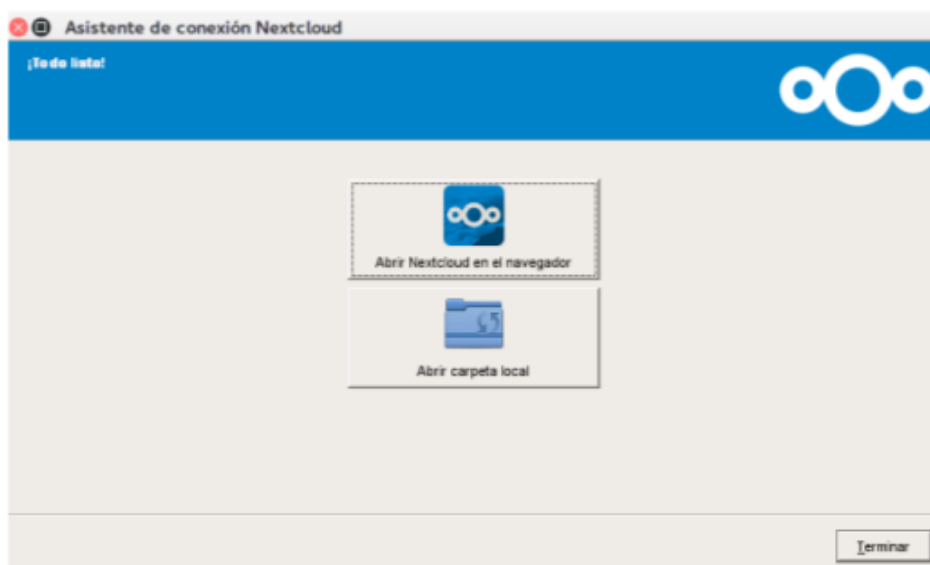 Asistente de conexión Nextcloud
¡Todo listo!
Abrir Nextcloud en el navegador
Abrir carpeta local
Terminar